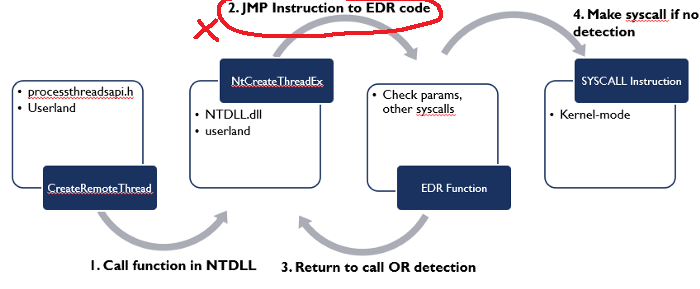 2. JMP Instruction to EDR code
4. Make syscall if no
detection
NtCreateThreadEx
SYSCALL Instruction
• processthreadsapi.h
• Userland
• NTDLL.dll
• userland
• Check params,
other syscalls
• Kernel-mode
CreateRemoteThread
EDR Function
1. Call function in NTDLL
3. Return to call OR detection